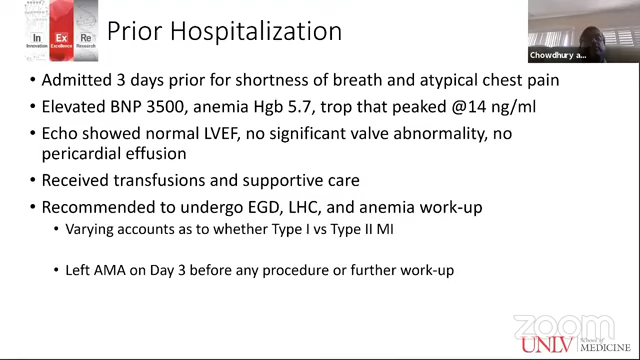 In
Innovation
Ex
Excellence
Re
Research
Prior Hospitalization
Chowdhury a...
• Admitted 3 days prior for shortness of breath and atypical chest pain
• Elevated BNP 3500, anemia Hgb 5.7, trop that peaked @14 ng/ml
• Echo showed normal LVEF, no significant valve abnormality, no
pericardial effusion
• Received transfusions and supportive care
• Recommended to undergo EGD, LHC, and anemia work-up
• Varying accounts as to whether Type I vs Type II MI
• Left AMA on Day 3 before any procedure or further work-up
zoom
UNLV School of
MEDICINE